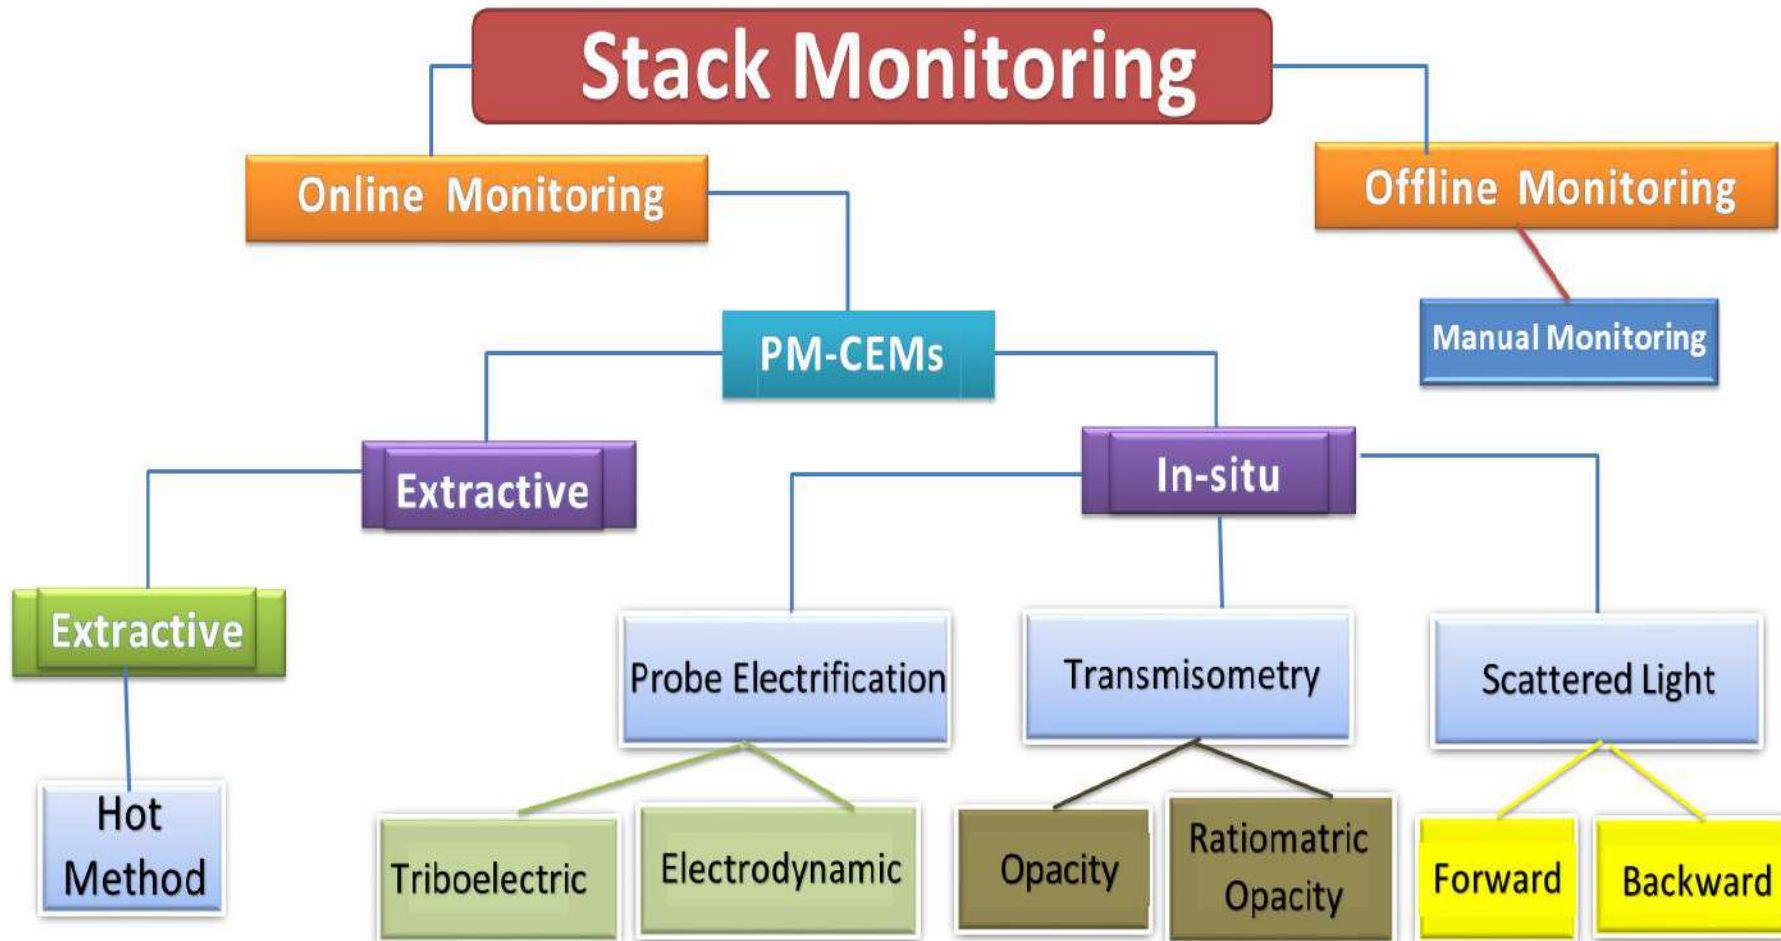 Stack Monitoring
Online Monitoring
Offline Monitoring
PM-CEMs
Manual Monitoring
Extractive
In-situ
Extractive
Probe Electrification
Transmisometry
Scattered Light
Hot
Method
Triboelectric
Electrodynamic
Opacity
Ratiomatric
Opacity
Forward
Backward